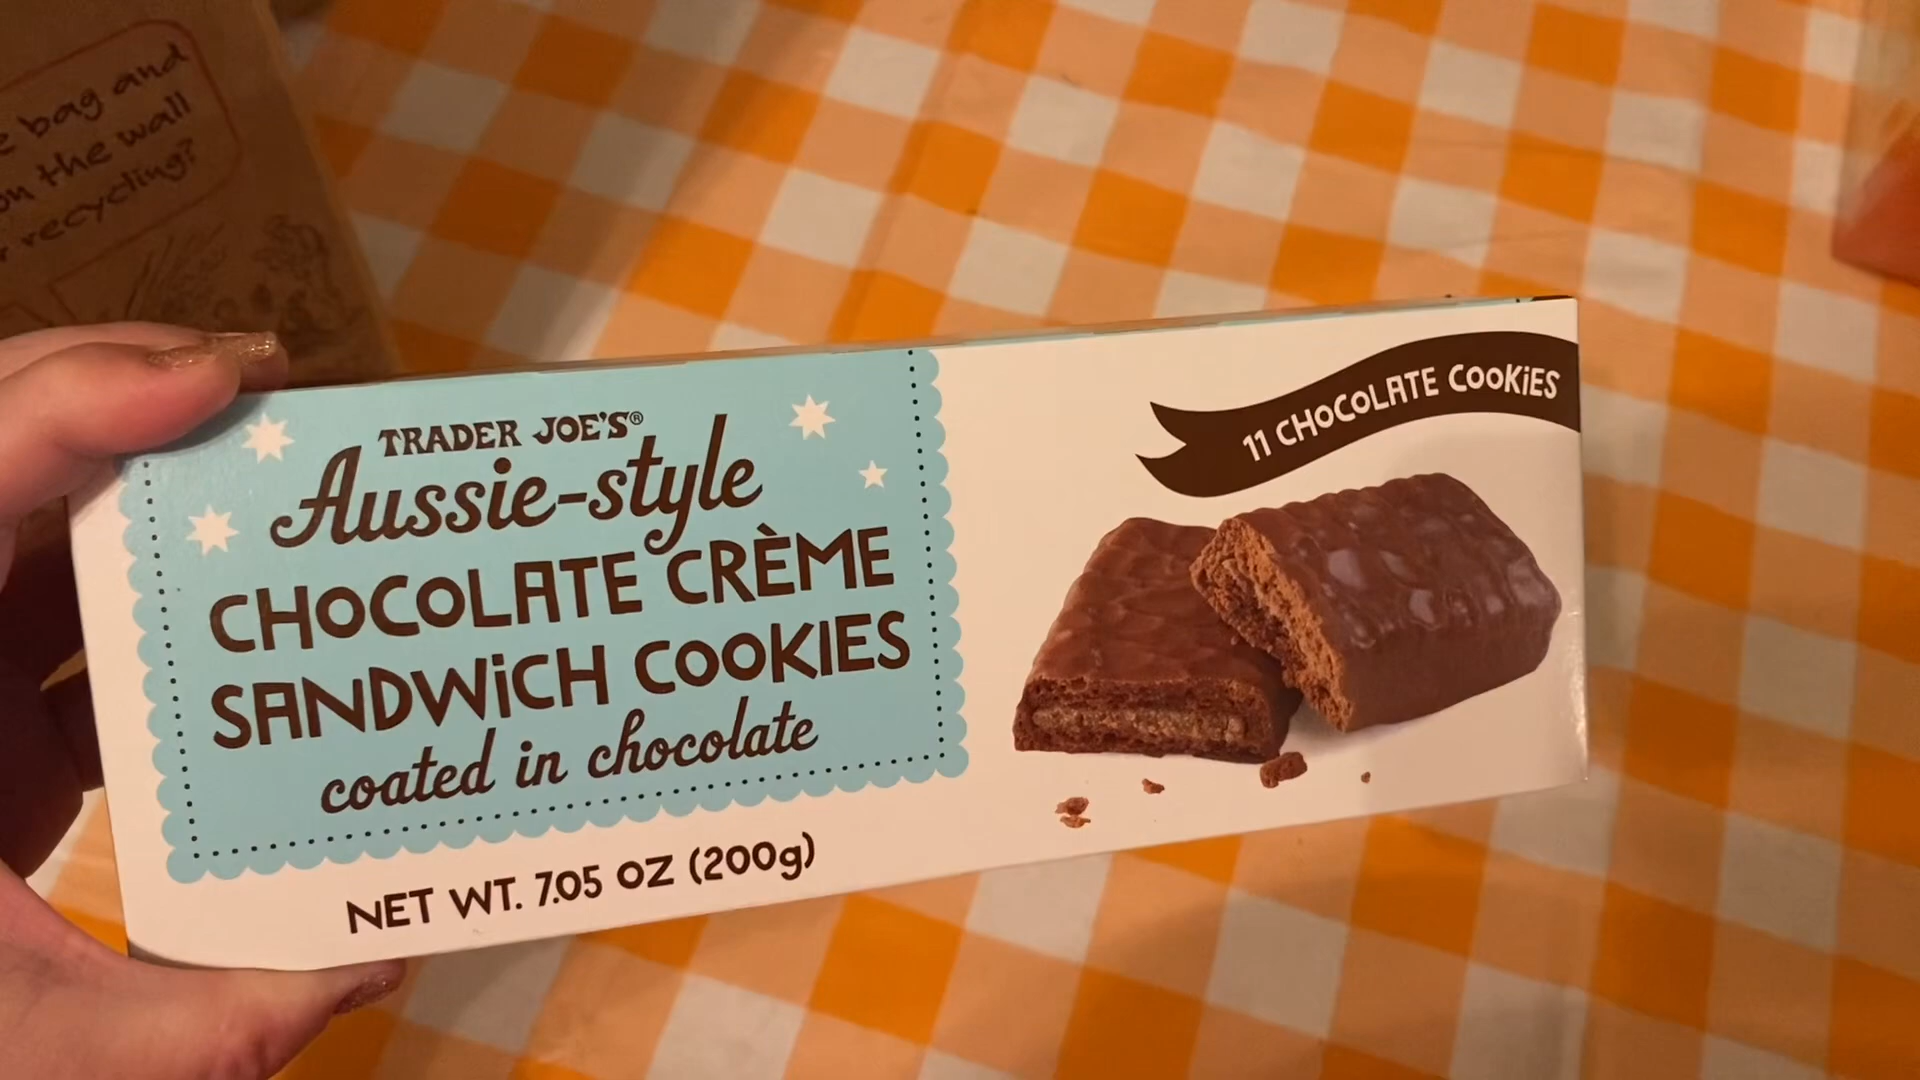 e bag and
on the wall
r recycling?
TRADER JOE'S®
Aussie-style
CHOCOLATE CRÈME
SANDWICH COOKIES
coated in chocolate
NET WT. 7.05 OZ (200g)
11 CHOCOLATE COOKIES